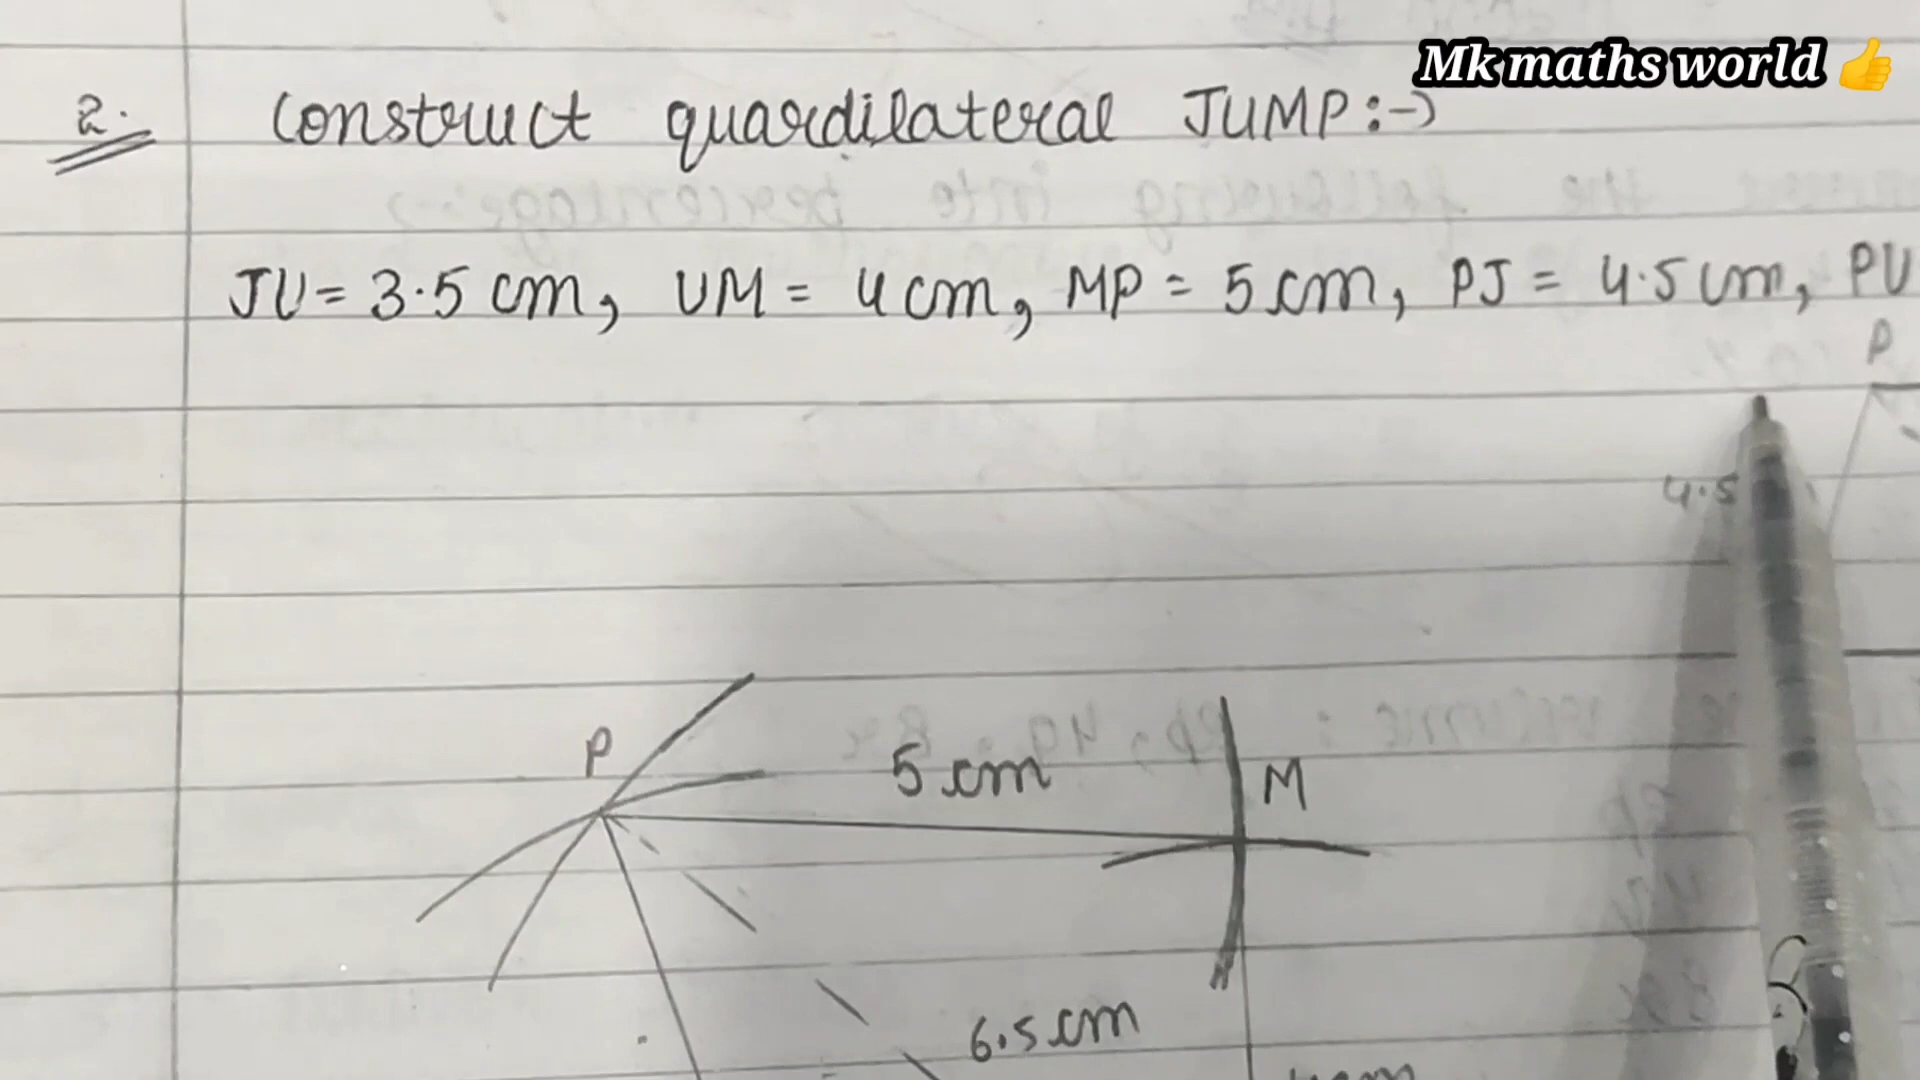 Mk maths world 👍
2. Construct quardilateral JUMP:→
JU = 3.5 cm, UM = 4 cm, MP = 5 cm, PJ = 4.5 cm, PU
P
4.5
P
5 cm
M
6.5 cm